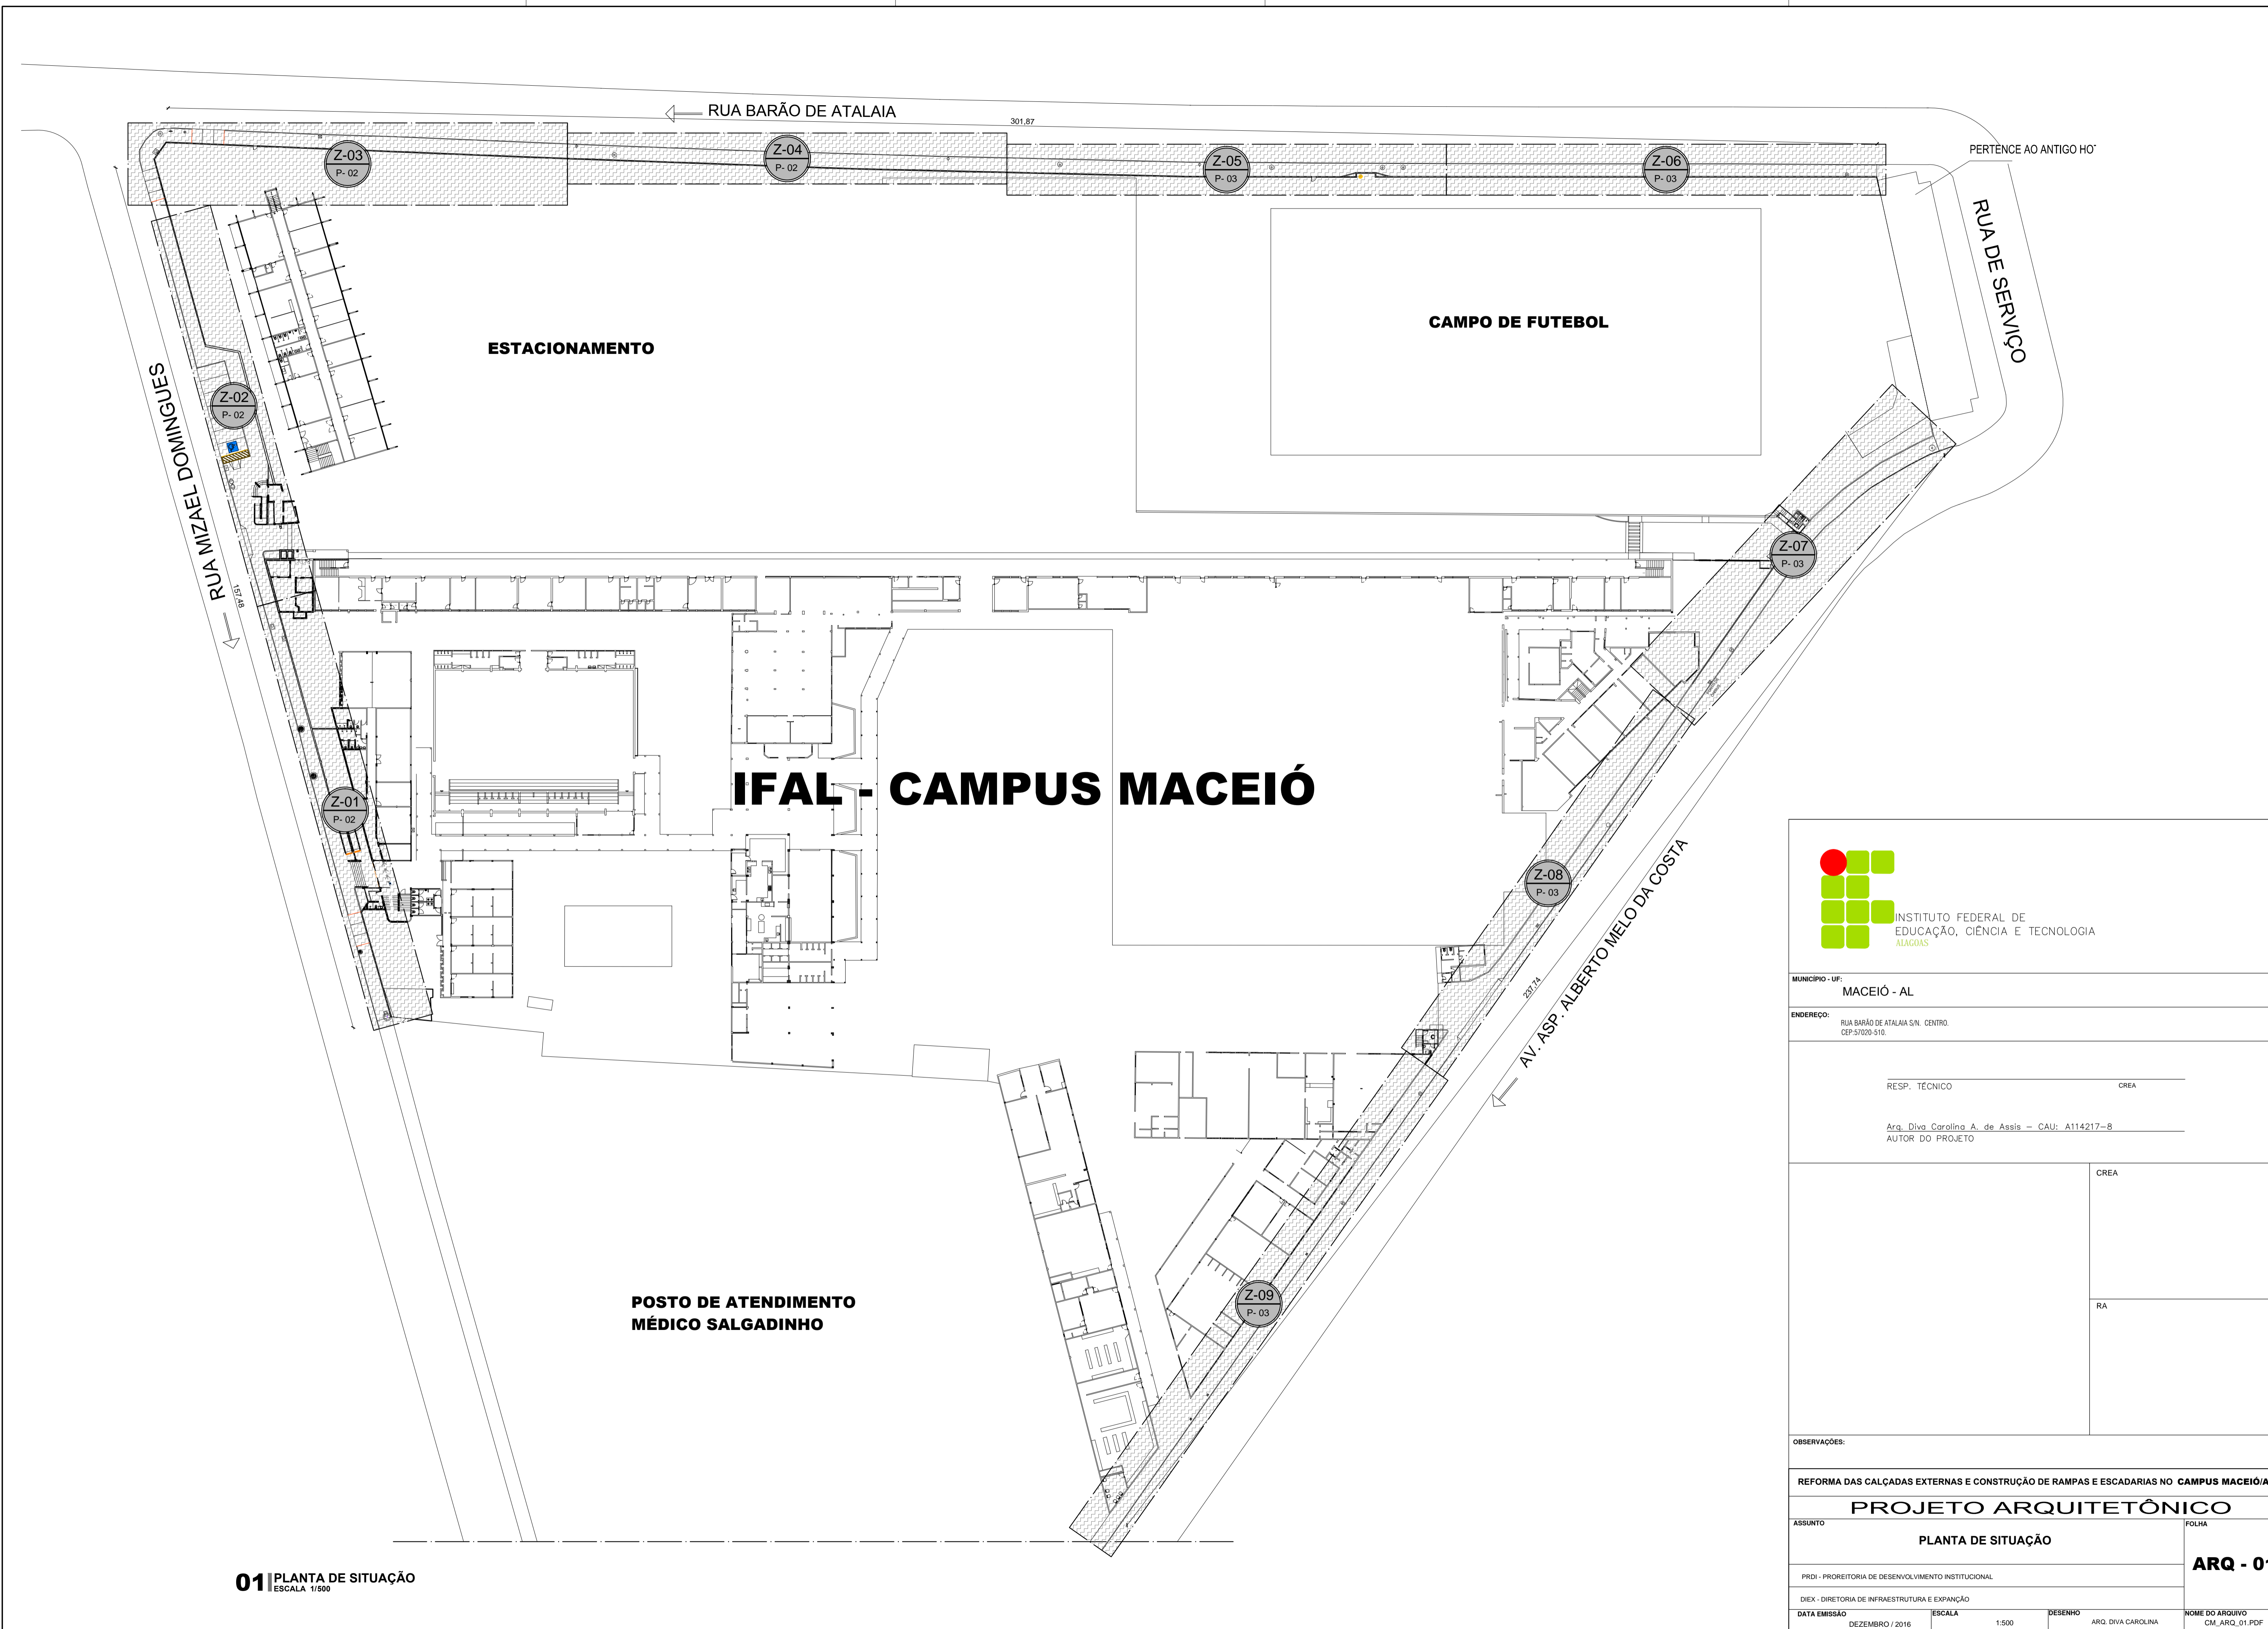 RUA BARÃO DE ATALAIA
301,87
PERTENCE AO ANTIGO HO
Z-03
P- 02
Z-04
P- 02
Z-05
P- 03
Z-06
P- 03
RUA DE SERVIÇO
CAMPO DE FUTEBOL
ESTACIONAMENTO
RUA MIZAEL DOMINGUES
157,48
Z-02
P- 02
Z-07
P- 03
IFAL - CAMPUS MACEIÓ
Z-01
P- 02
Z-08
P- 03
AV. ASP. ALBERTO MELO DA COSTA
237,74
Z-09
P- 03
POSTO DE ATENDIMENTO
MÉDICO SALGADINHO
01 PLANTA DE SITUAÇÃO
ESCALA 1/500
INSTITUTO FEDERAL DE
EDUCAÇÃO, CIÊNCIA E TECNOLOGIA
ALAGOAS
MUNICÍPIO - UF:
MACEIÓ - AL
ENDEREÇO:
RUA BARÃO DE ATALAIA S/N. CENTRO.
CEP:57020-510.
RESP. TÉCNICO CREA
Arq. Diva Carolina A. de Assis – CAU: A114217–8
AUTOR DO PROJETO
CREA
RA
OBSERVAÇÕES:
REFORMA DAS CALÇADAS EXTERNAS E CONSTRUÇÃO DE RAMPAS E ESCADARIAS NO CAMPUS MACEIÓ/A
PROJETO ARQUITETÔNICO
ASSUNTO
PLANTA DE SITUAÇÃO
FOLHA
ARQ - 01
PRDI - PROREITORIA DE DESENVOLVIMENTO INSTITUCIONAL
DIEX - DIRETORIA DE INFRAESTRUTURA E EXPANÇÃO
DATA EMISSÃO
DEZEMBRO / 2016
ESCALA
1:500
DESENHO
ARQ. DIVA CAROLINA
NOME DO ARQUIVO
CM_ARQ_01.PDF